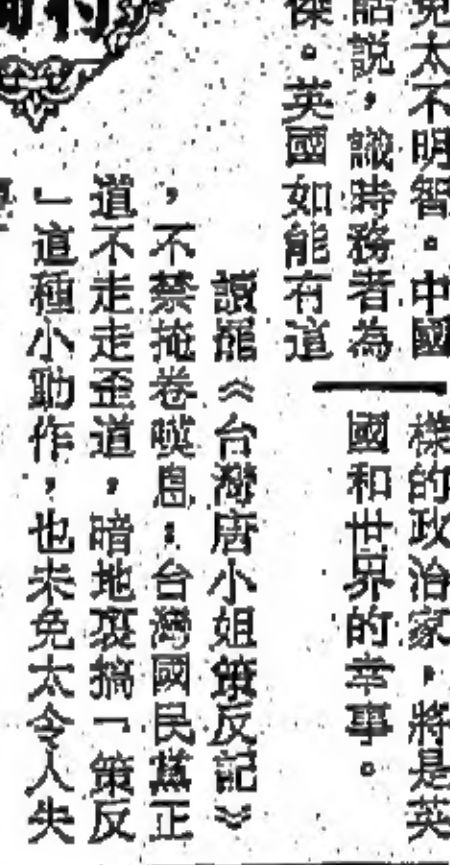 免太不明智。中國
話説，識時務者為
傑。英國如能有這
樣的政治家，將是英
國和世界的幸事。
讀罷《台灣唐小姐策反記》
，不禁掩卷嘆息：台灣國民黨正
道不走走歪道，暗地裏搞「策反
」這種小動作，也未免太令人失